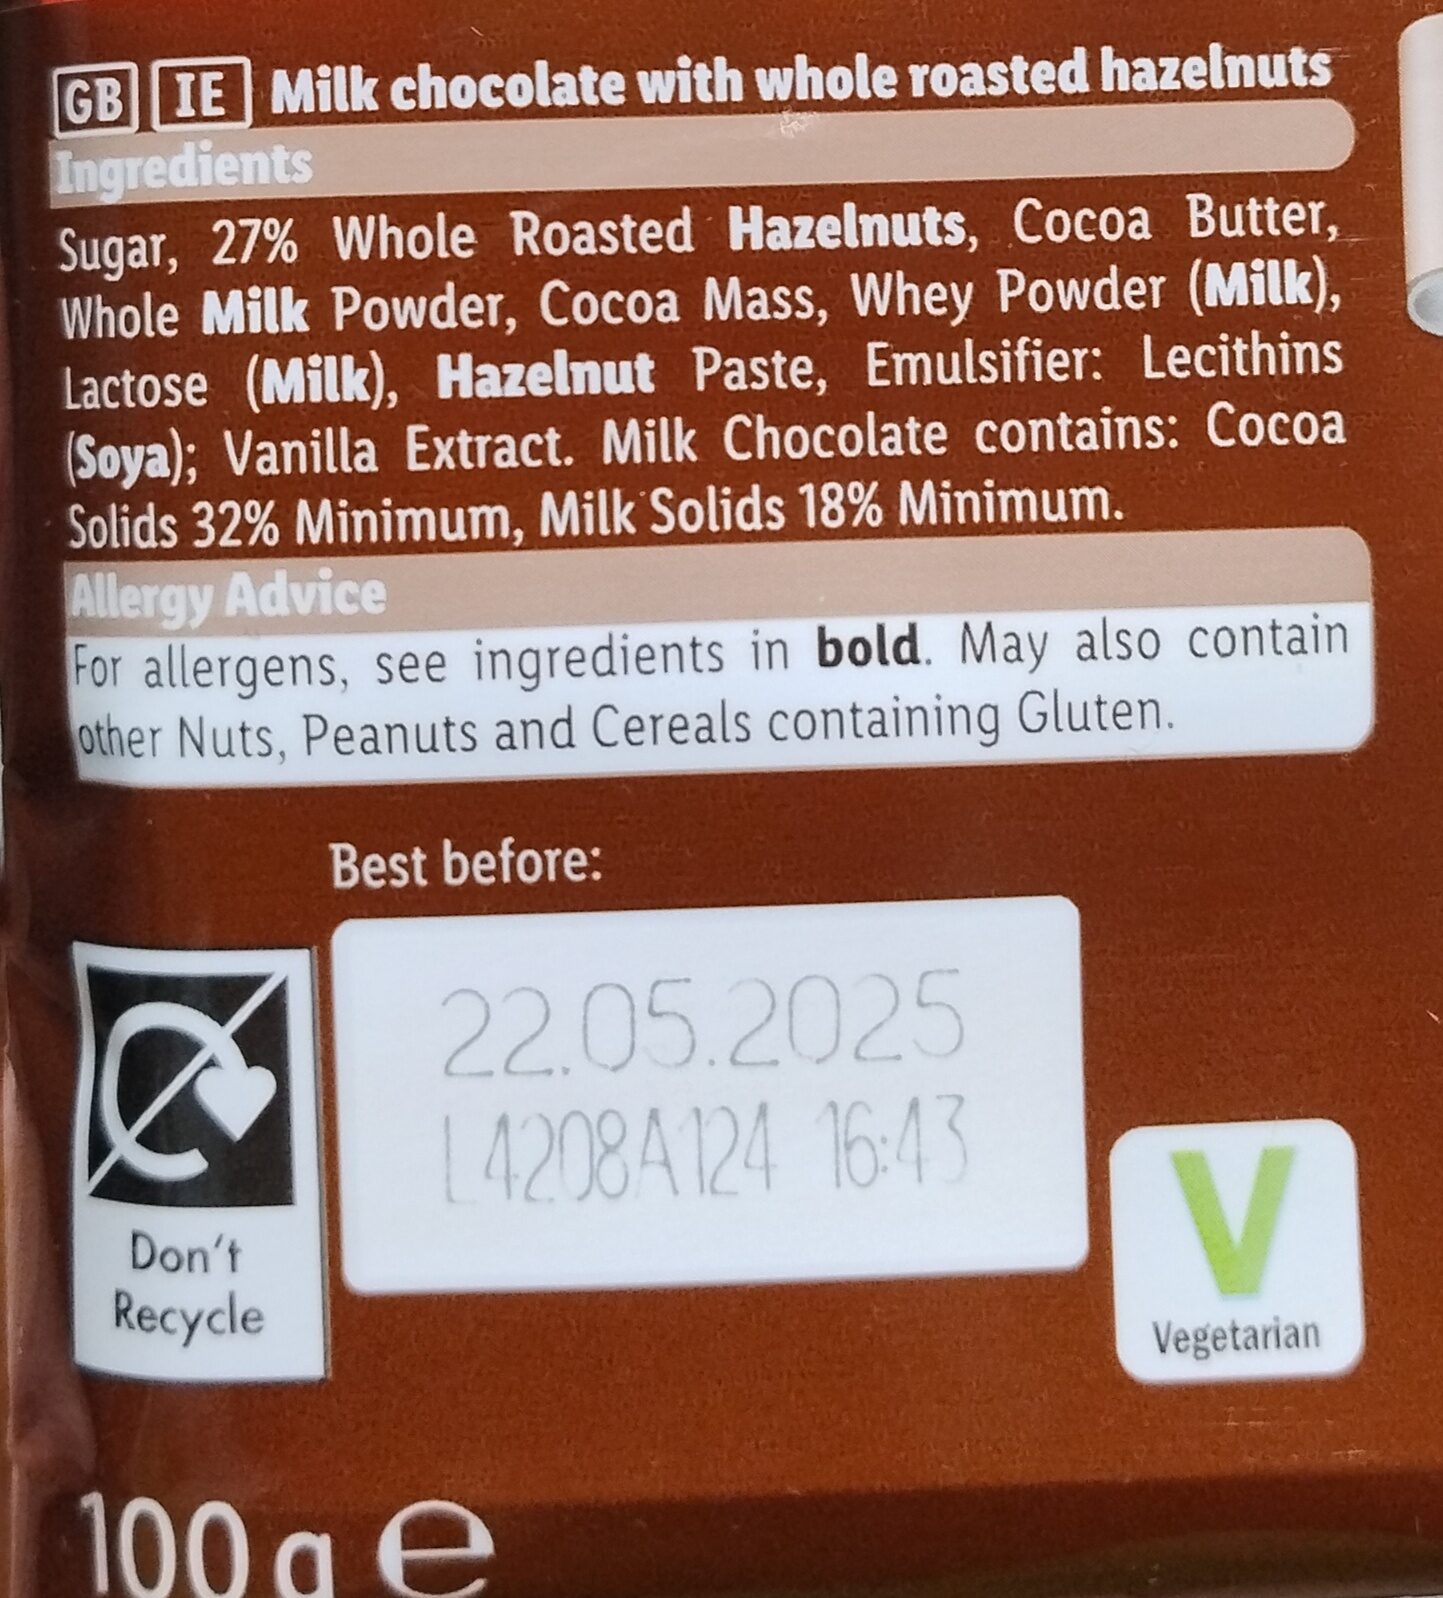 GB IE Milk chocolate with whole roasted hazelnuts
Ingredients
Sugar, 27% Whole Roasted Hazelnuts, Cocoa Butter,
Whole Milk Powder, Cocoa Mass, Whey Powder (Milk),
Lactose (Milk), Hazelnut Paste, Emulsifier: Lecithins
(Soya); Vanilla Extract. Milk Chocolate contains: Cocoa
Solids 32% Minimum, Milk Solids 18% Minimum.
Allergy Advice
For allergens, see ingredients in bold. May also contain
other Nuts, Peanuts and Cereals containing Gluten.
Best before:
22.05.2025
L4208A124 16:43
Don't
Recycle
V
Vegetarian
100 g e